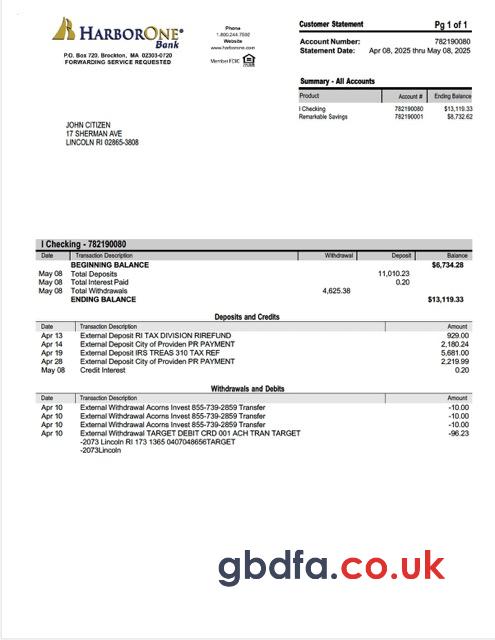 HARBORONE®
Bank
P.O. Box 720, Brockton, MA 02303-0720
FORWARDING SERVICE REQUESTED
Phone
1.800.244.7592
Website
www.harborone.com
Member FDIC
Customer Statement Pg 1 of 1
Account Number: 782190080
Statement Date: Apr 08, 2025 thru May 08, 2025
Summary - All Accounts
Product Account # Ending Balance
I Checking 782190080 $13,119.33
Remarkable Savings 782190001 $8,732.62
JOHN CITIZEN
17 SHERMAN AVE
LINCOLN RI 02865-3808
I Checking - 782190080
Date Transaction Description Withdrawal Deposit Balance
BEGINNING BALANCE $6,734.28
May 08 Total Deposits 11,010.23
May 08 Total Interest Paid 0.20
May 08 Total Withdrawals 4,625.38
ENDING BALANCE $13,119.33
Deposits and Credits
Date Transaction Description Amount
Apr 13 External Deposit RI TAX DIVISION RIREFUND 929.00
Apr 14 External Deposit City of Providen PR PAYMENT 2,180.24
Apr 19 External Deposit IRS TREAS 310 TAX REF 5,681.00
Apr 28 External Deposit City of Providen PR PAYMENT 2,219.99
May 08 Credit Interest 0.20
Withdrawals and Debits
Date Transaction Description Amount
Apr 10 External Withdrawal Acorns Invest 855-739-2859 Transfer -10.00
Apr 10 External Withdrawal Acorns Invest 855-739-2859 Transfer -10.00
Apr 10 External Withdrawal Acorns Invest 855-739-2859 Transfer -10.00
Apr 10 External Withdrawal TARGET DEBIT CRD 001 ACH TRAN TARGET -96.23
-2073 Lincoln RI 173 1365 0407048656TARGET
-2073Lincoln
gbdfa.co.uk